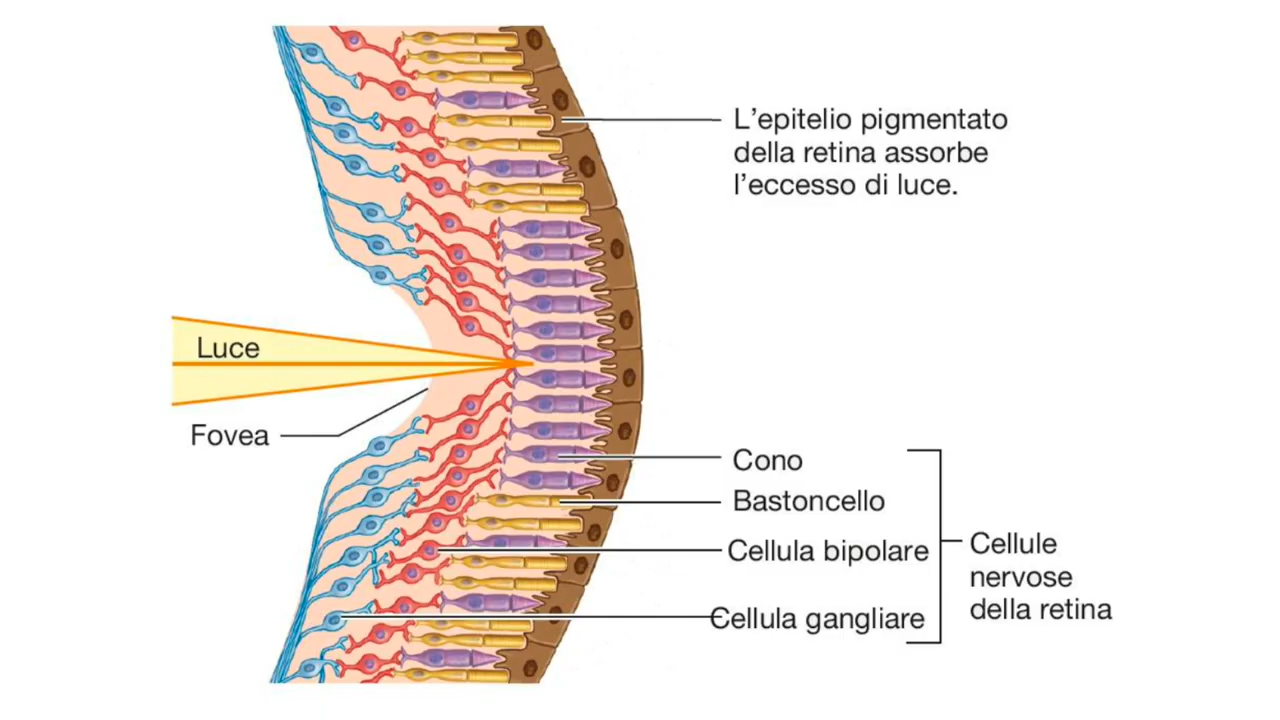 L’epitelio pigmentato
della retina assorbe
l’eccesso di luce.
Luce
Fovea
Cono
Bastoncello
Cellula bipolare
Cellula gangliare
Cellule
nervose
della retina